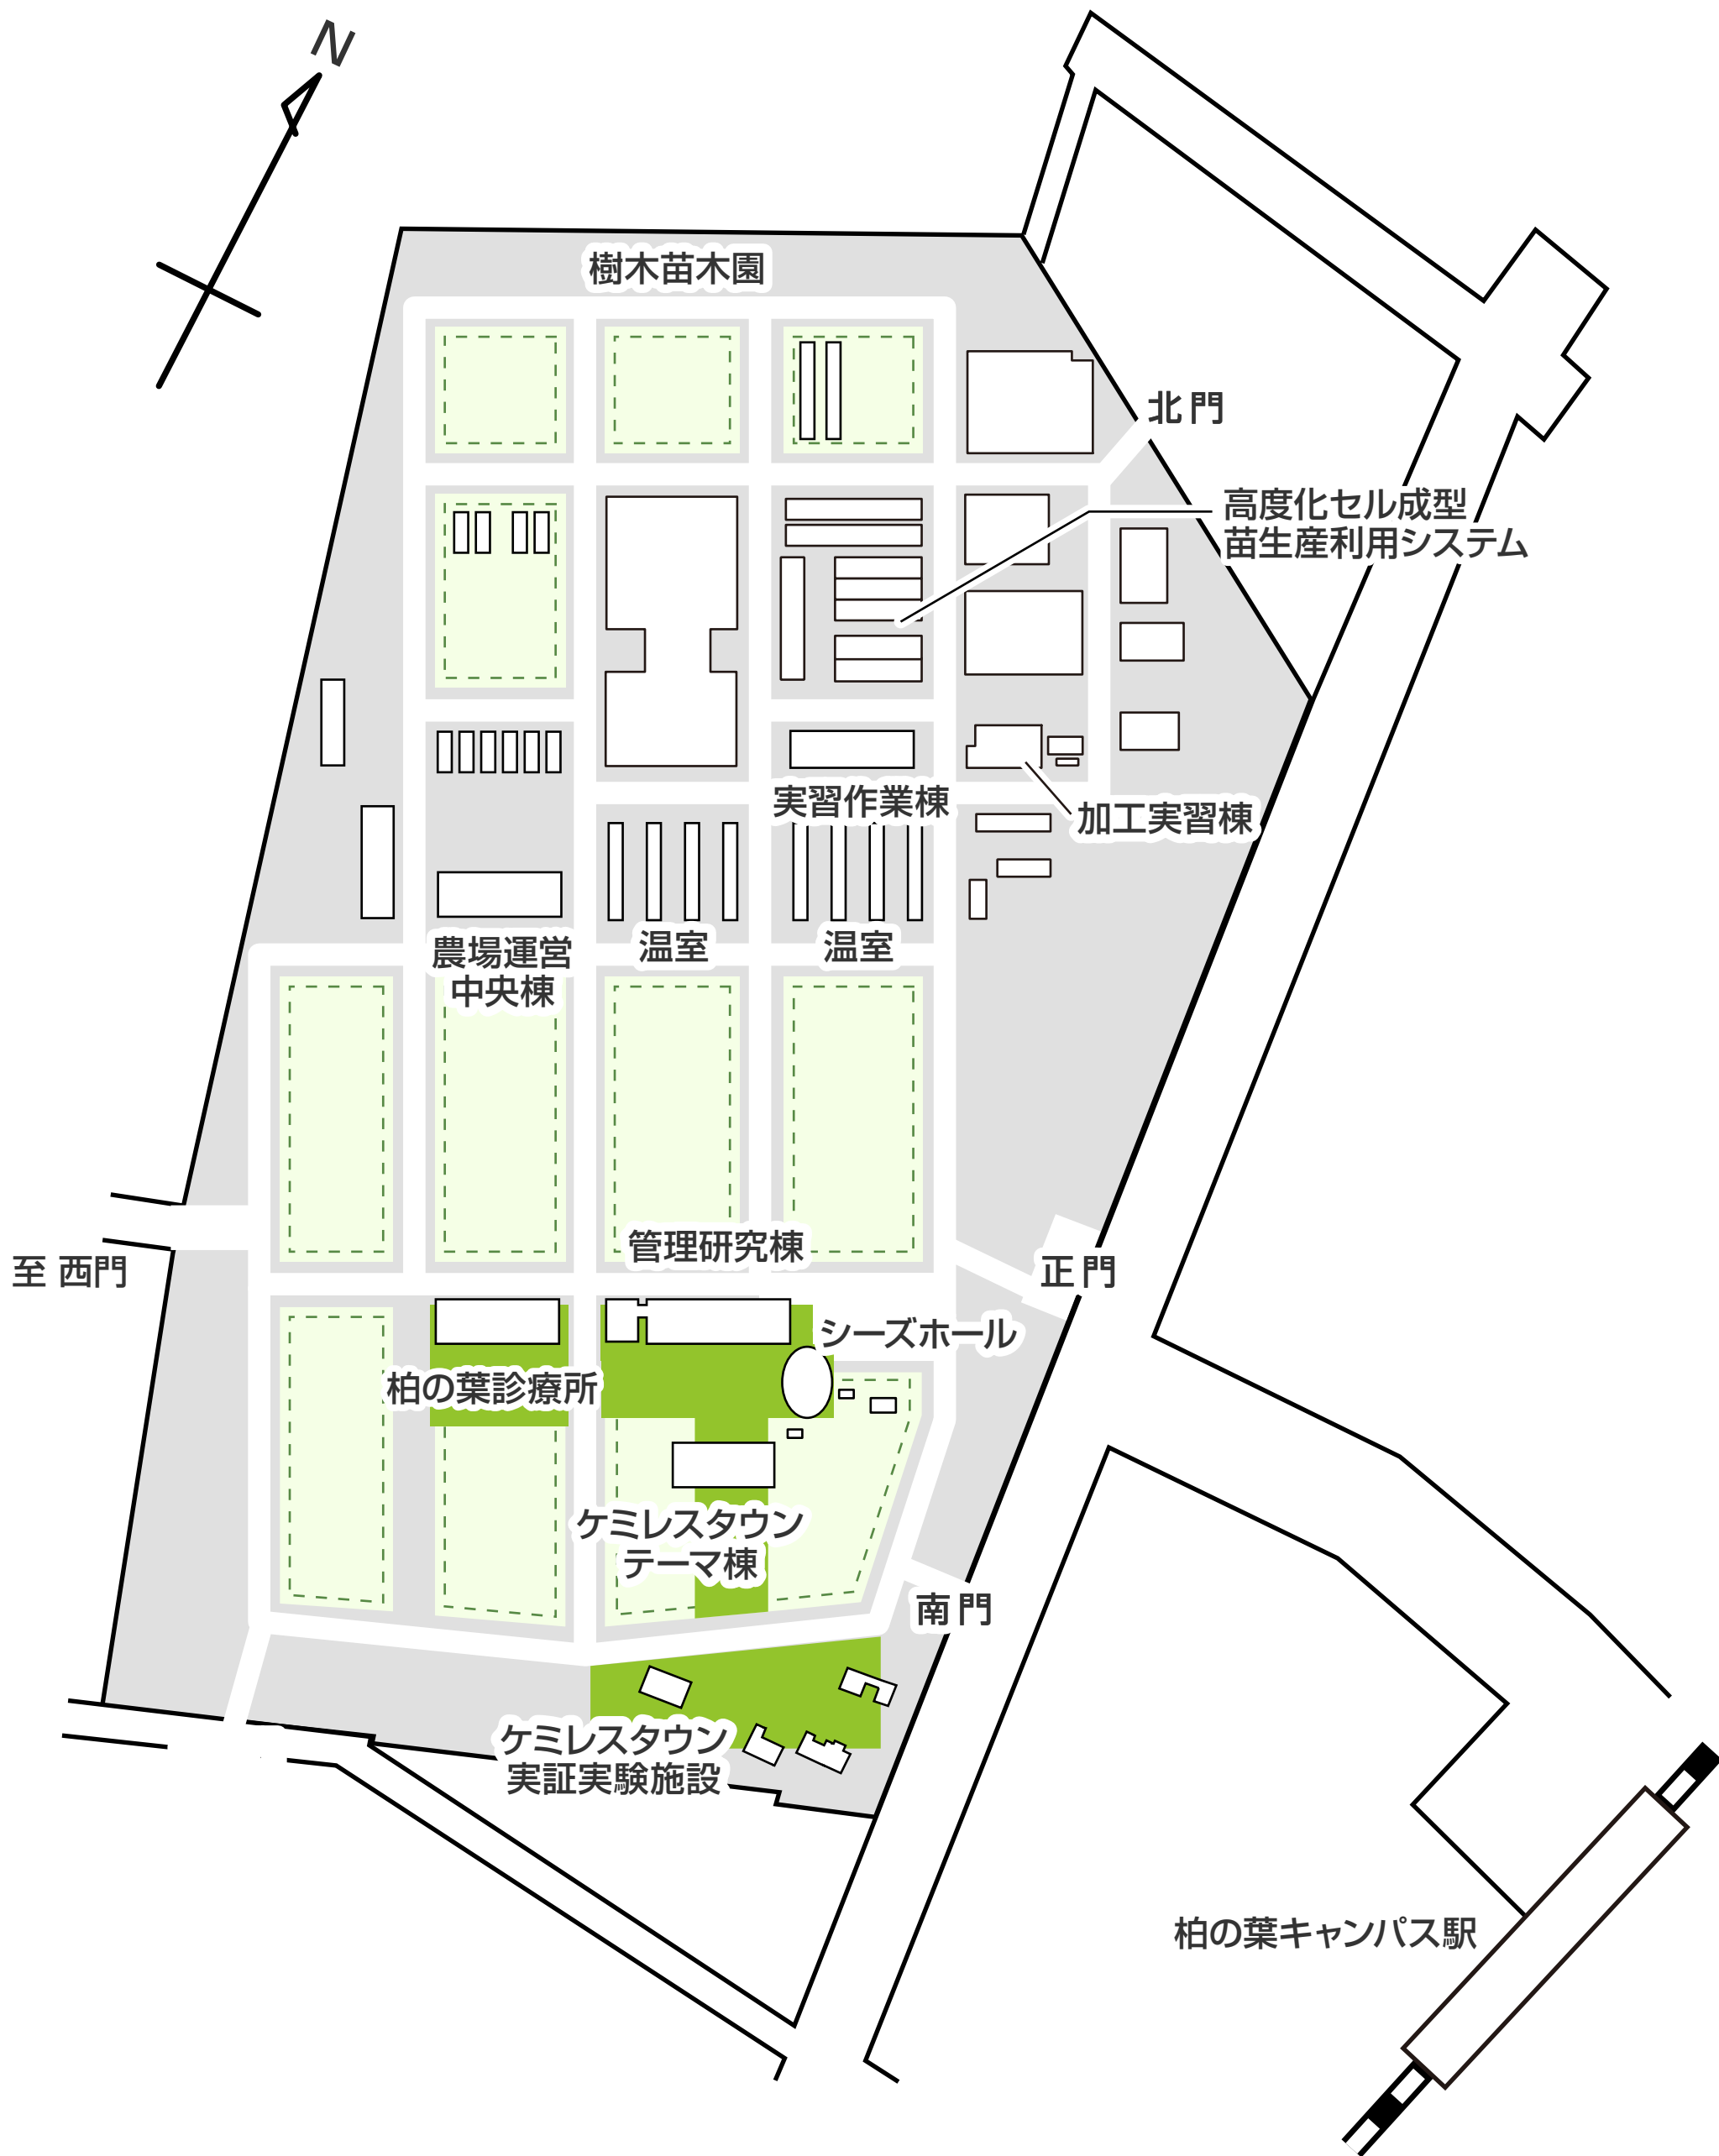 N
樹木苗木園
北門
高度化セル成型
苗生産利用システム
実習作業棟
加工実習棟
農場運営
中央棟
温室
温室
管理研究棟
至 西門
正門
シーズホール
柏の葉診療所
ケミレスタウン
テーマ棟
南門
ケミレスタウン
実証実験施設
柏の葉キャンパス駅